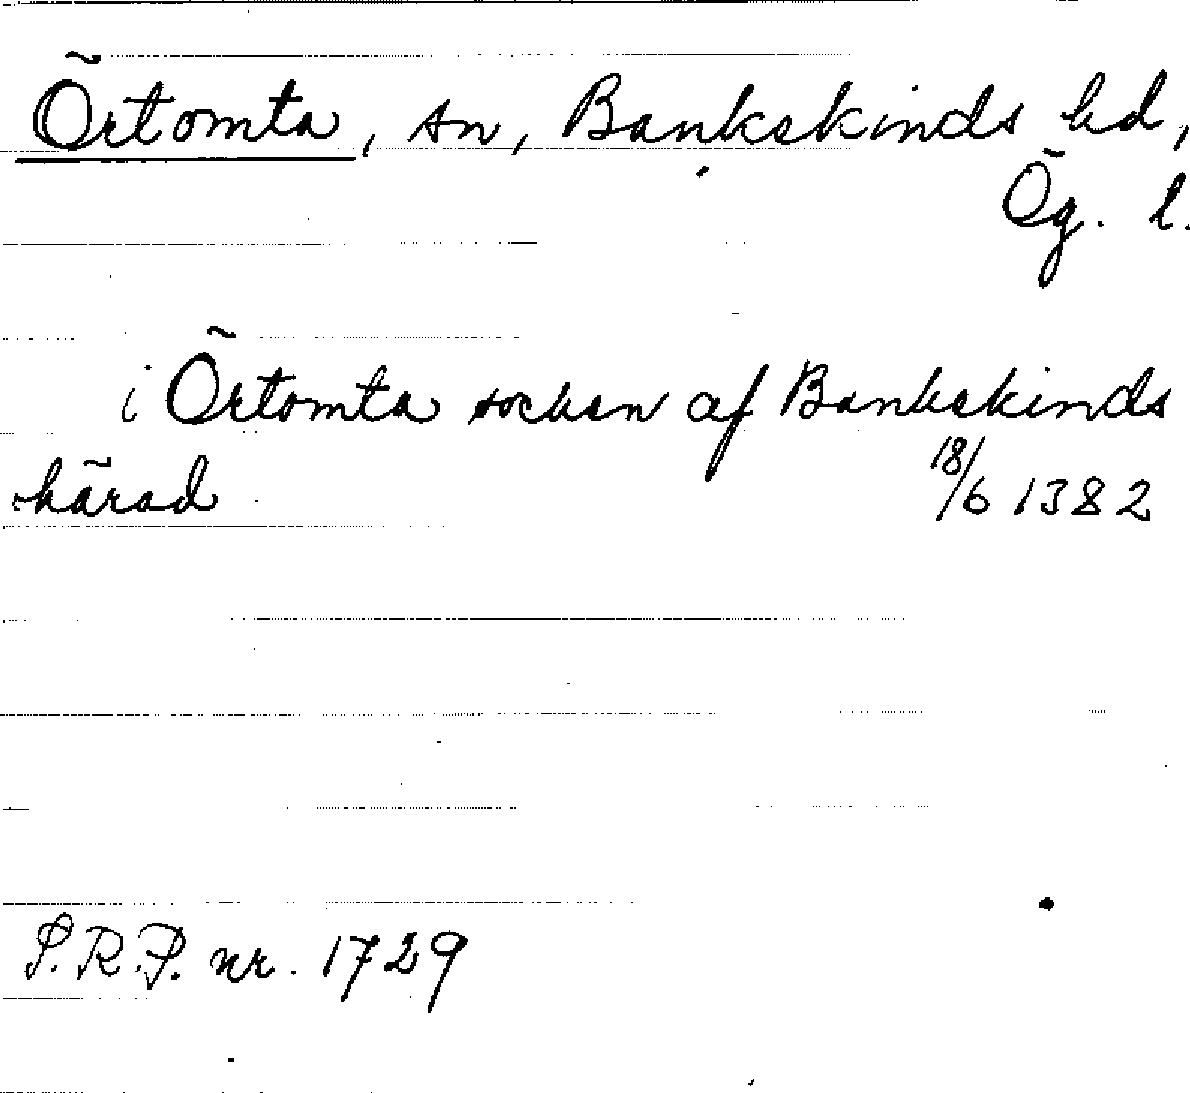 Örtomta, sn, Bankekinds hd,
Ög. l.
i Örtomta socken af Bankekinds
härad 18/6 1382
S.R.P. nr. 1729